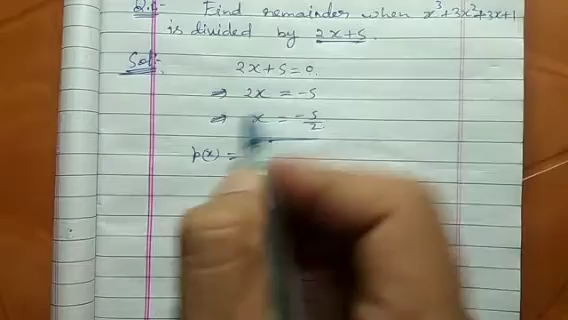 Q.1:- Find remainder when x³+3x²+3x+1
is divided by 2x+5.
Sol:- 2x+5=0.
⇒ 2x = -5
⇒ x = -5/2
p(x) =